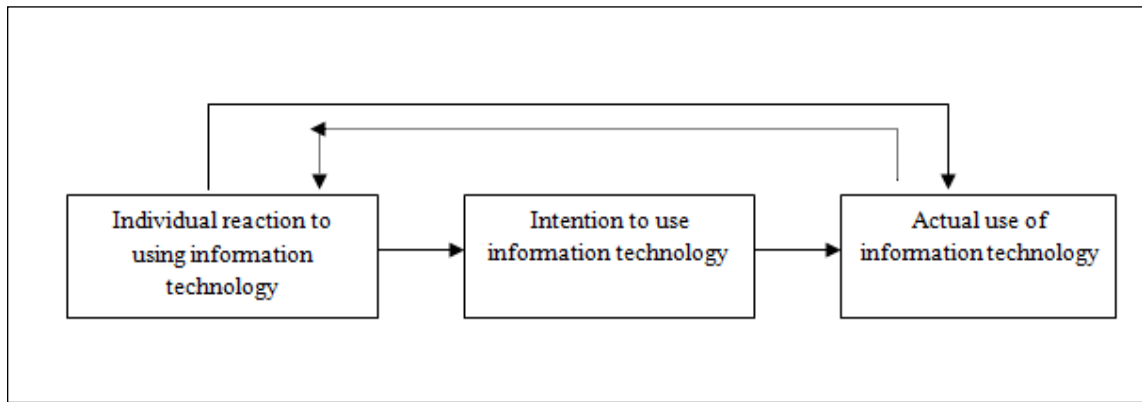 Individual reaction to
using information
technology
Intention to use
information technology
Actual use of
information technology